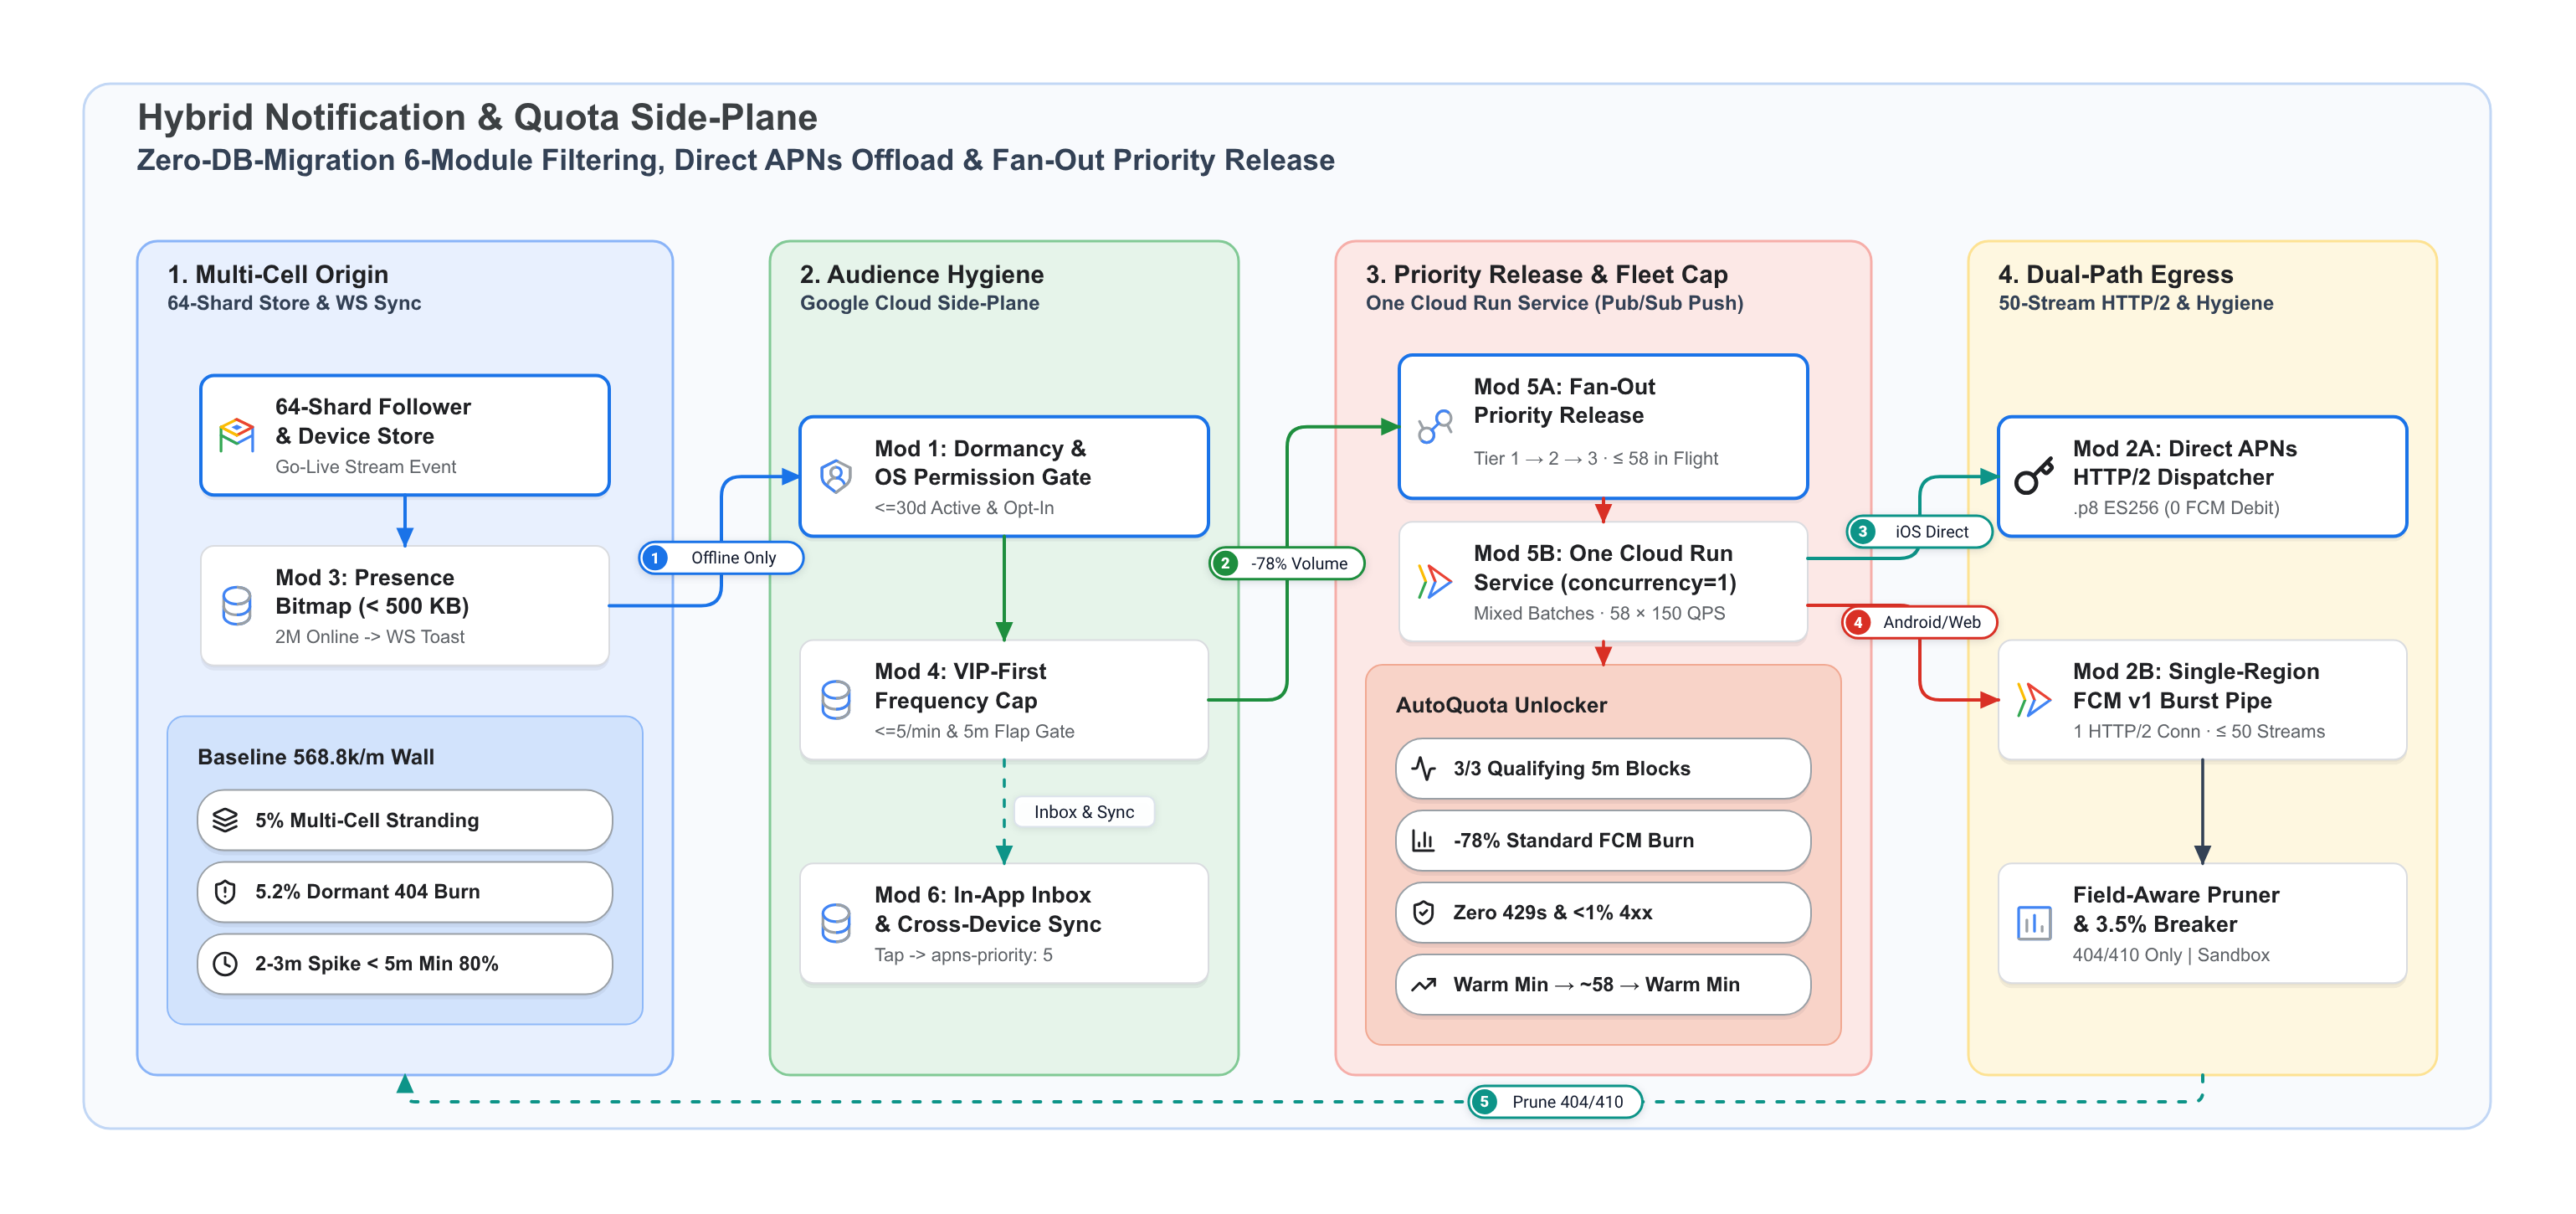 Hybrid Notification & Quota Side-Plane
Zero-DB-Migration 6-Module Filtering, Direct APNs Offload & Fan-Out Priority Release
1. Multi-Cell Origin
64-Shard Store & WS Sync
64-Shard Follower
& Device Store
Go-Live Stream Event
Mod 3: Presence
Bitmap (< 500 KB)
2M Online -> WS Toast
Baseline 568.8k/m Wall
5% Multi-Cell Stranding
5.2% Dormant 404 Burn
2-3m Spike < 5m Min 80%
1 Offline Only
2. Audience Hygiene
Google Cloud Side-Plane
Mod 1: Dormancy &
OS Permission Gate
<=30d Active & Opt-In
Mod 4: VIP-First
Frequency Cap
<=5/min & 5m Flap Gate
Inbox & Sync
Mod 6: In-App Inbox
& Cross-Device Sync
Tap -> apns-priority: 5
2 -78% Volume
3. Priority Release & Fleet Cap
One Cloud Run Service (Pub/Sub Push)
Mod 5A: Fan-Out
Priority Release
Tier 1 → 2 → 3 · ≤ 58 in Flight
Mod 5B: One Cloud Run
Service (concurrency=1)
Mixed Batches · 58 × 150 QPS
AutoQuota Unlocker
3/3 Qualifying 5m Blocks
-78% Standard FCM Burn
Zero 429s & <1% 4xx
Warm Min → ~58 → Warm Min
3 iOS Direct
4 Android/Web
4. Dual-Path Egress
50-Stream HTTP/2 & Hygiene
Mod 2A: Direct APNs
HTTP/2 Dispatcher
.p8 ES256 (0 FCM Debit)
Mod 2B: Single-Region
FCM v1 Burst Pipe
1 HTTP/2 Conn · ≤ 50 Streams
Field-Aware Pruner
& 3.5% Breaker
404/410 Only | Sandbox
5 Prune 404/410